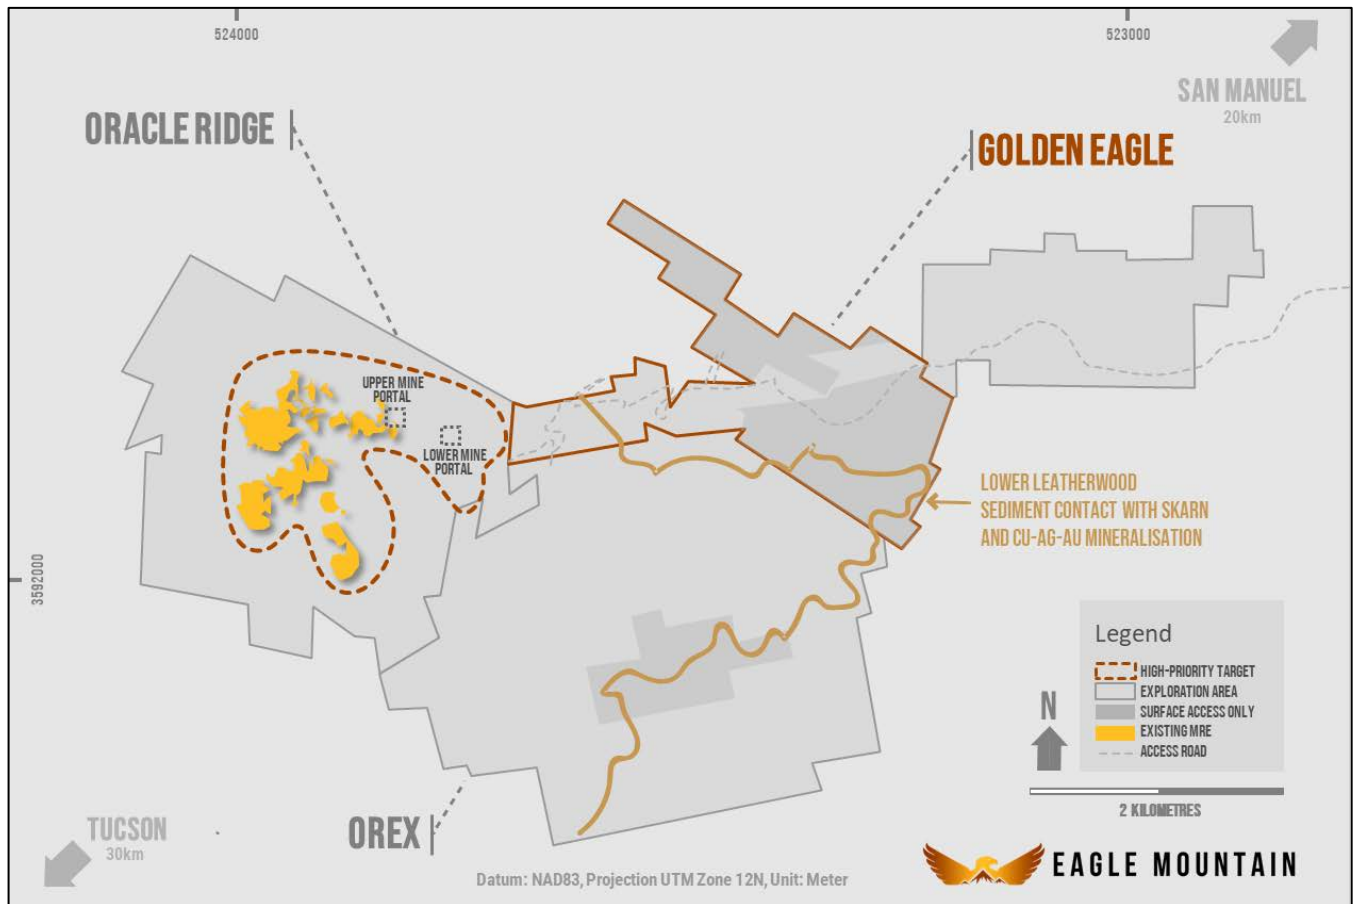 524000
523000
SAN MANUEL
20km
ORACLE RIDGE
GOLDEN EAGLE
UPPER MINE
PORTAL
LOWER MINE
PORTAL
LOWER LEATHERWOOD
SEDIMENT CONTACT WITH SKARN
AND CU-AG-AU MINERALISATION
3592000
Legend
HIGH-PRIORITY TARGET
EXPLORATION AREA
SURFACE ACCESS ONLY
EXISTING MRE
ACCESS ROAD
N
2 KILOMETRES
TUCSON
30km
OREX
EAGLE MOUNTAIN
Datum: NAD83, Projection UTM Zone 12N, Unit: Meter